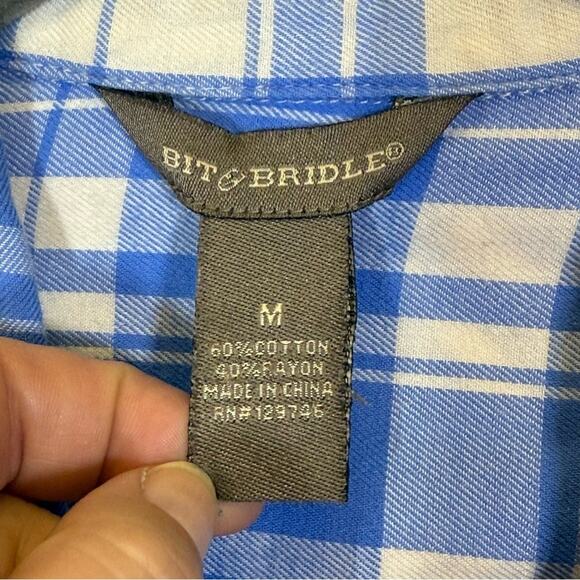 BIT & BRIDLE®
M
60%COTTON
40%RAYON
MADE IN CHINA
RN#129746